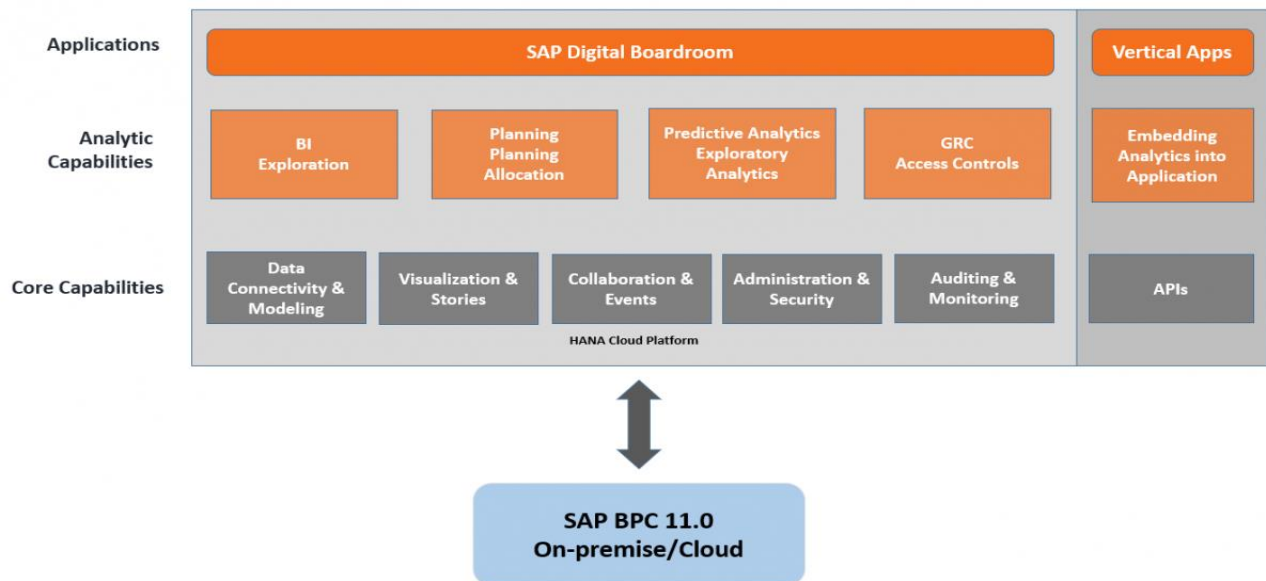 Applications
SAP Digital Boardroom
Vertical Apps
Analytic
Capabilities
BI
Exploration
Planning
Planning
Allocation
Predictive Analytics
Exploratory
Analytics
GRC
Access Controls
Embedding
Analytics into
Application
Core Capabilities
Data
Connectivity &
Modeling
Visualization &
Stories
Collaboration &
Events
Administration &
Security
Auditing &
Monitoring
APIs
HANA Cloud Platform
SAP BPC 11.0
On-premise/Cloud